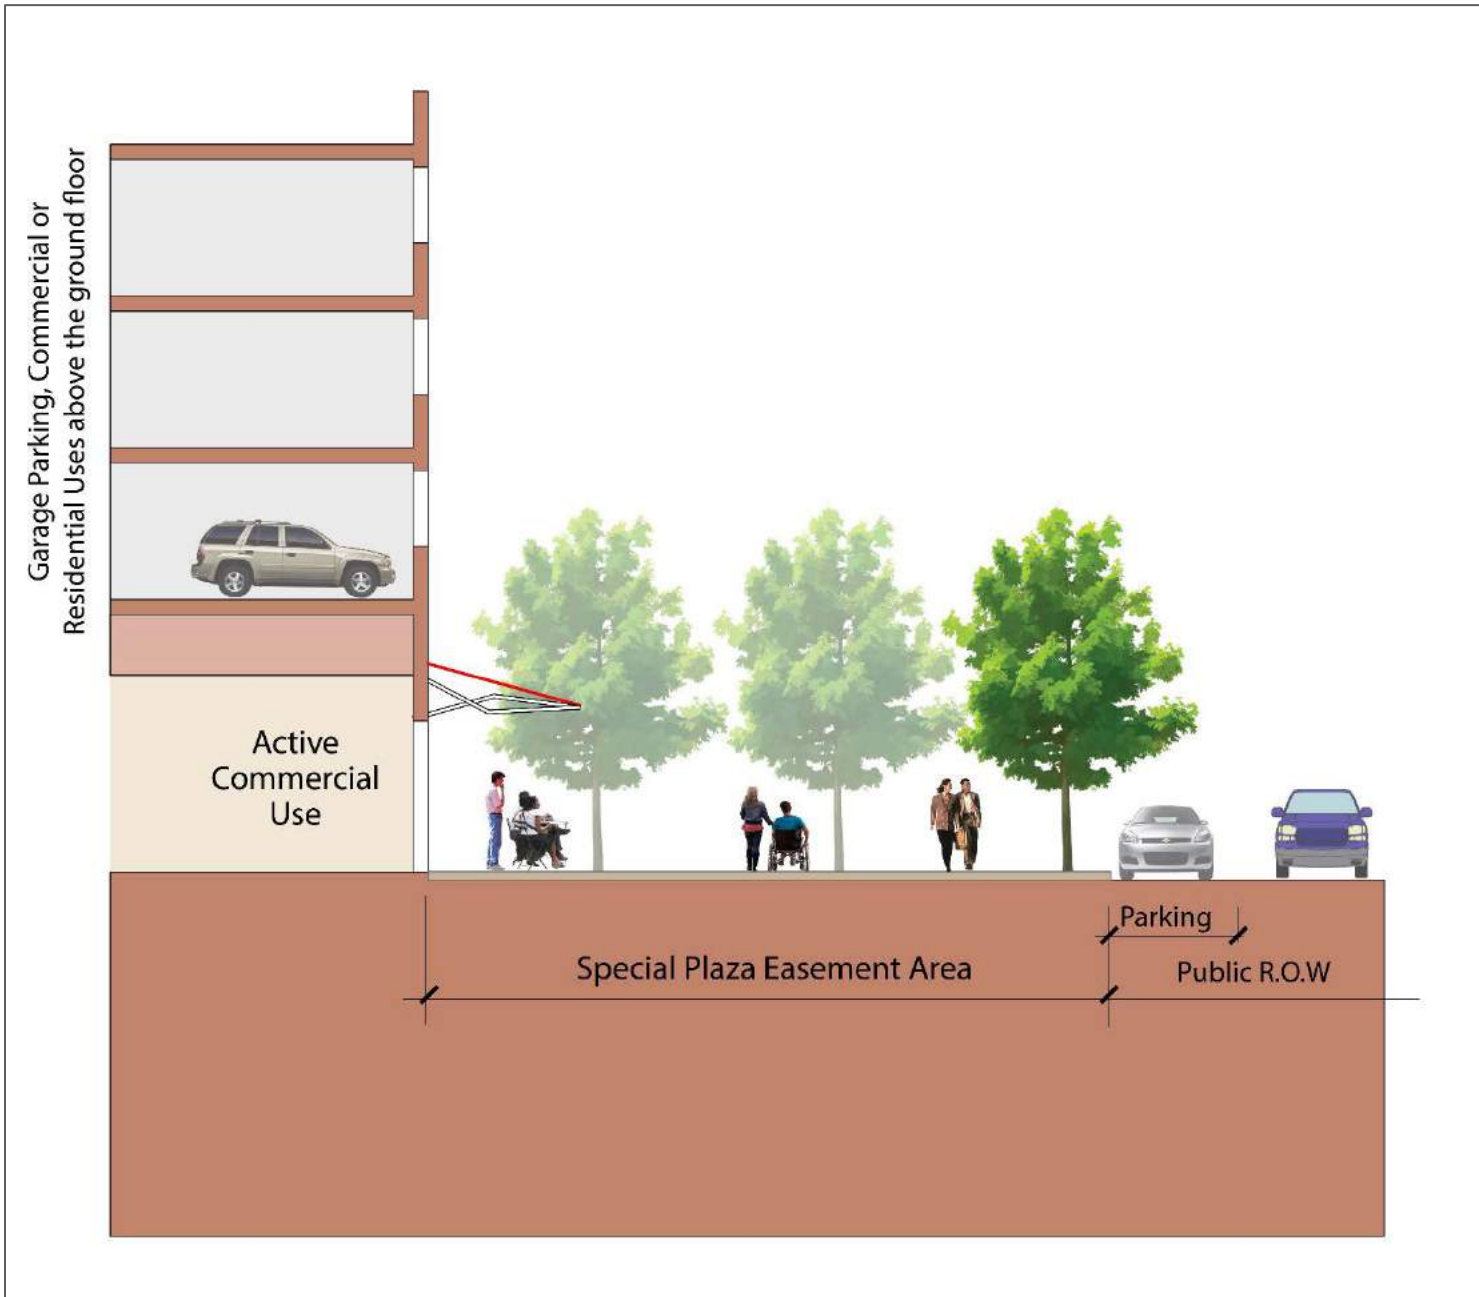 Garage Parking, Commercial or
Residential Uses above the ground floor
Active
Commercial
Use
Parking
Special Plaza Easement Area
Public R.O.W